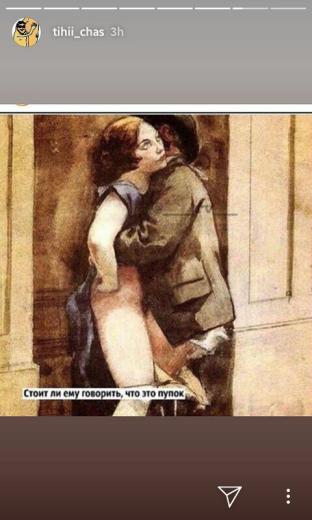 tihii_chas 3h
Стоит ли ему говорить, что это пупок